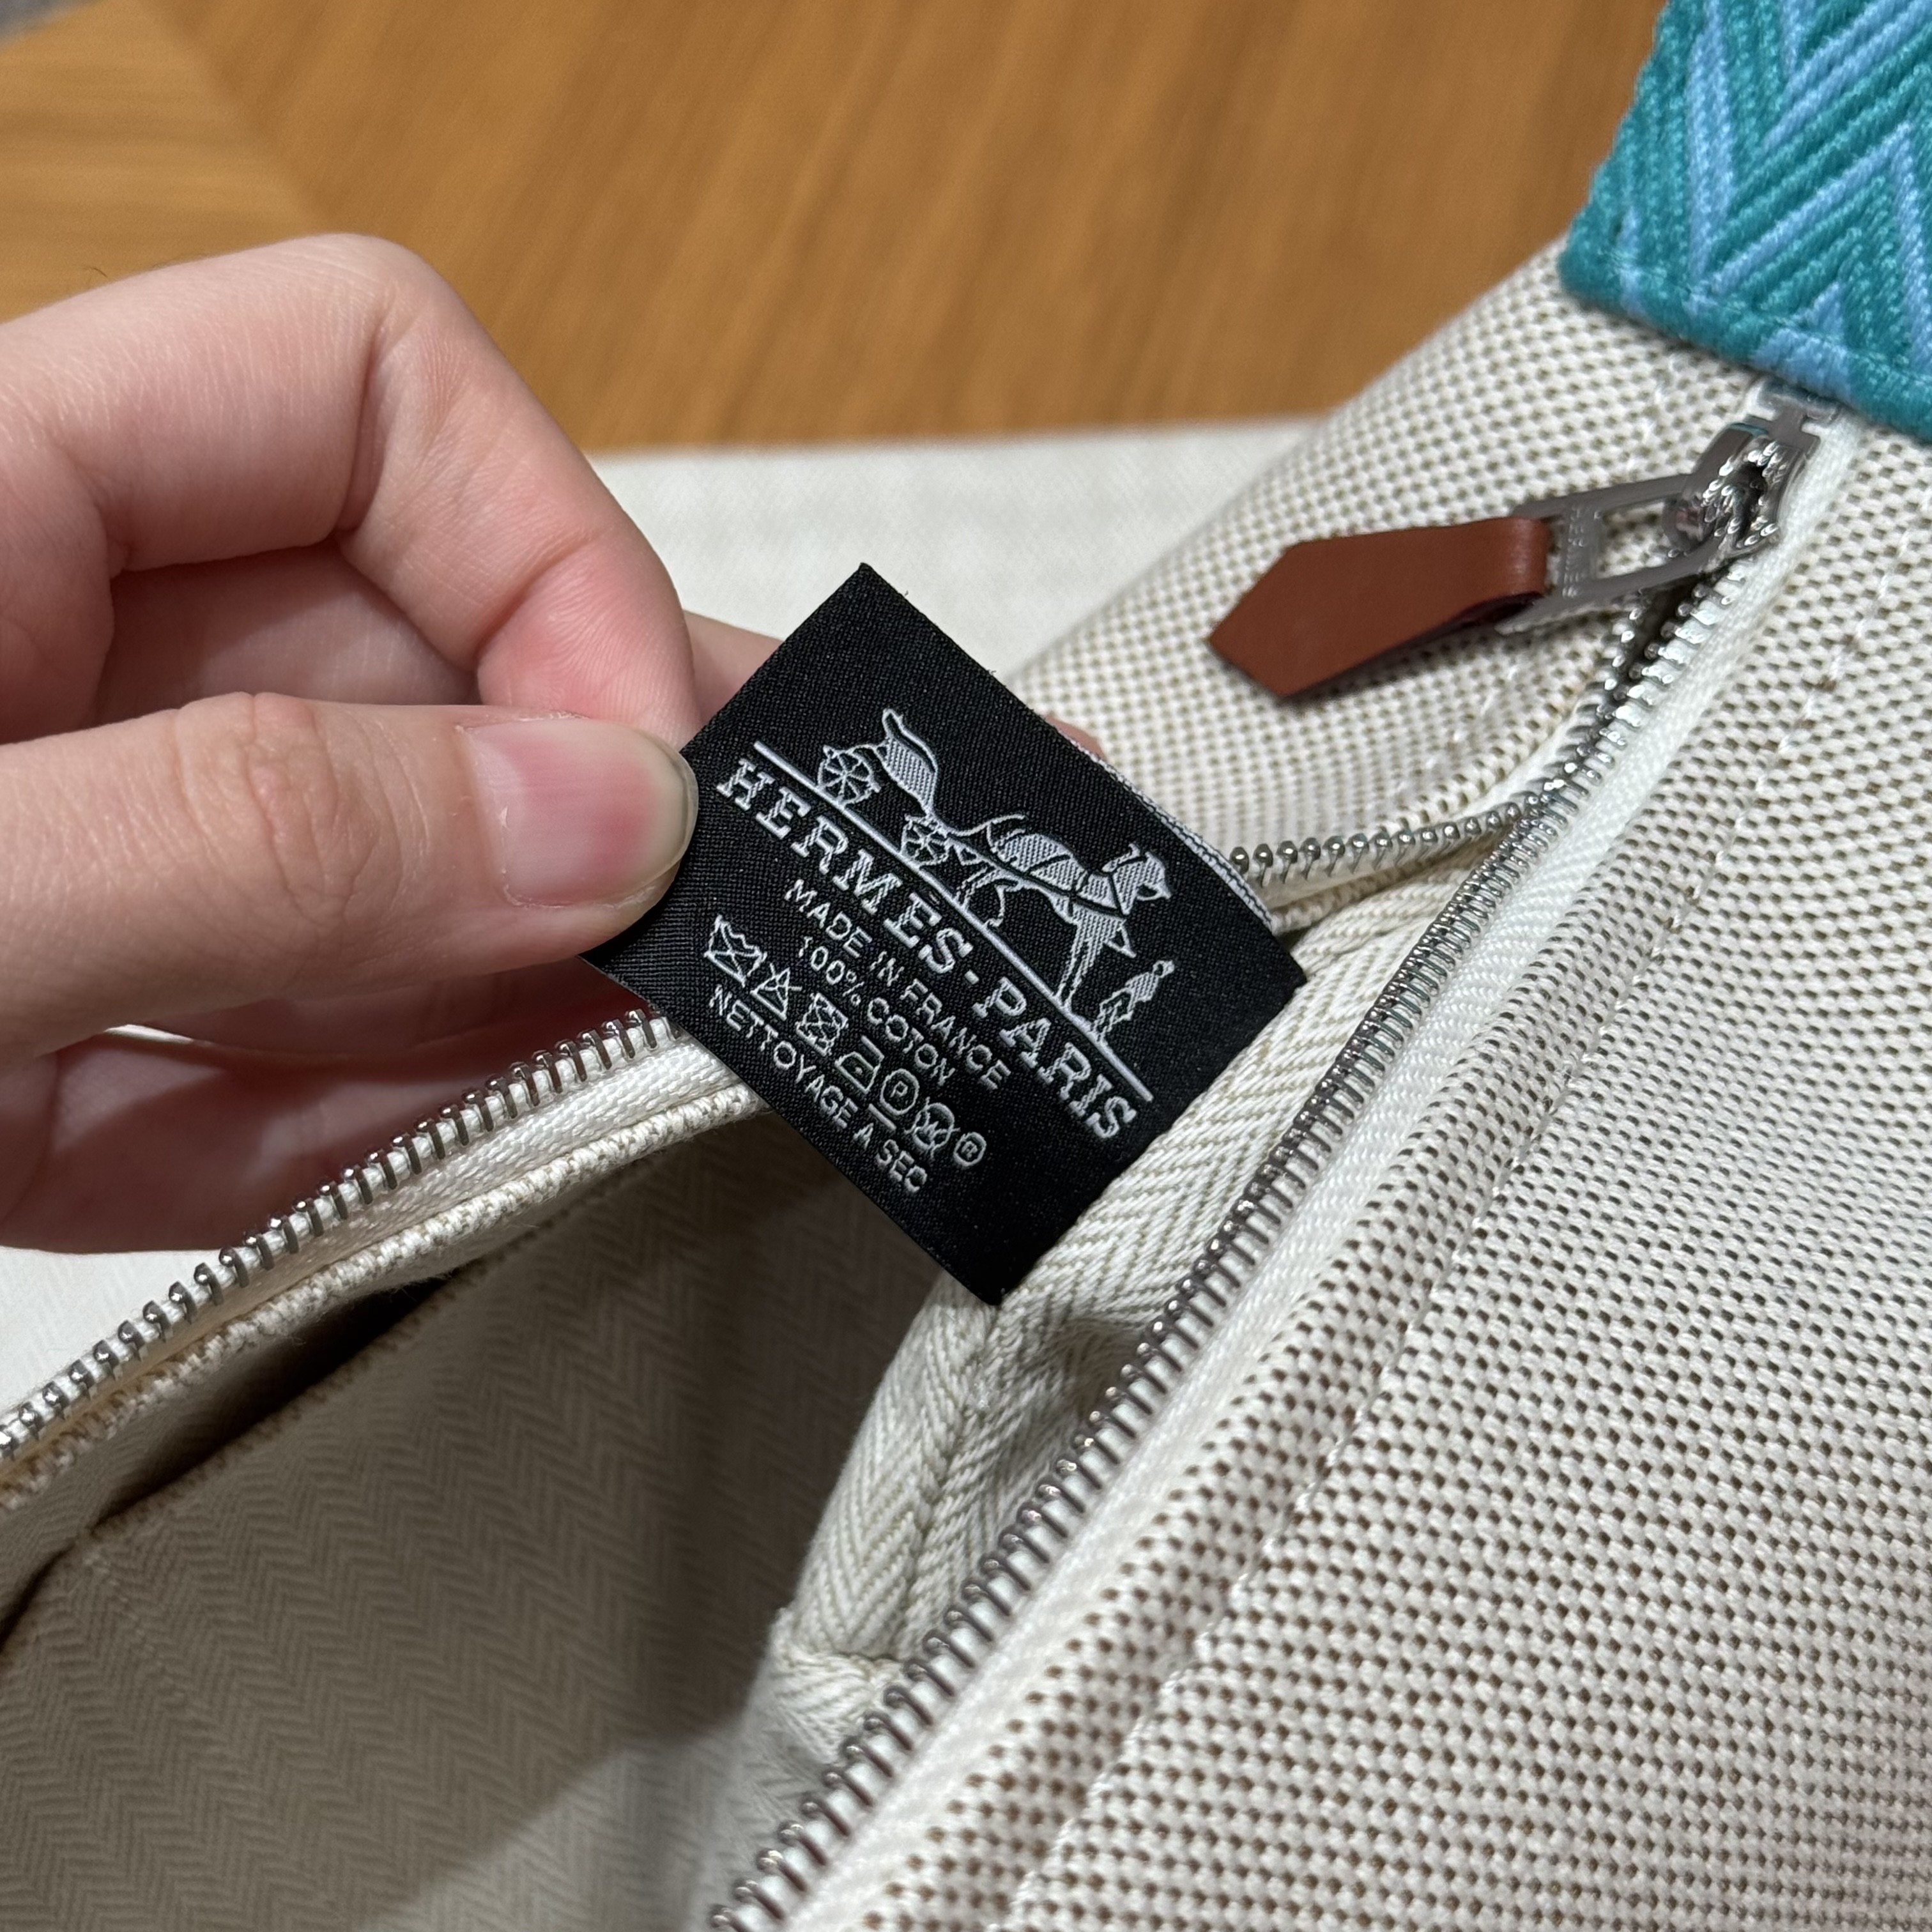 HERMES-PARIS
MADE IN FRANCE
100% COTON
P
®
NETTOYAGE A SEC